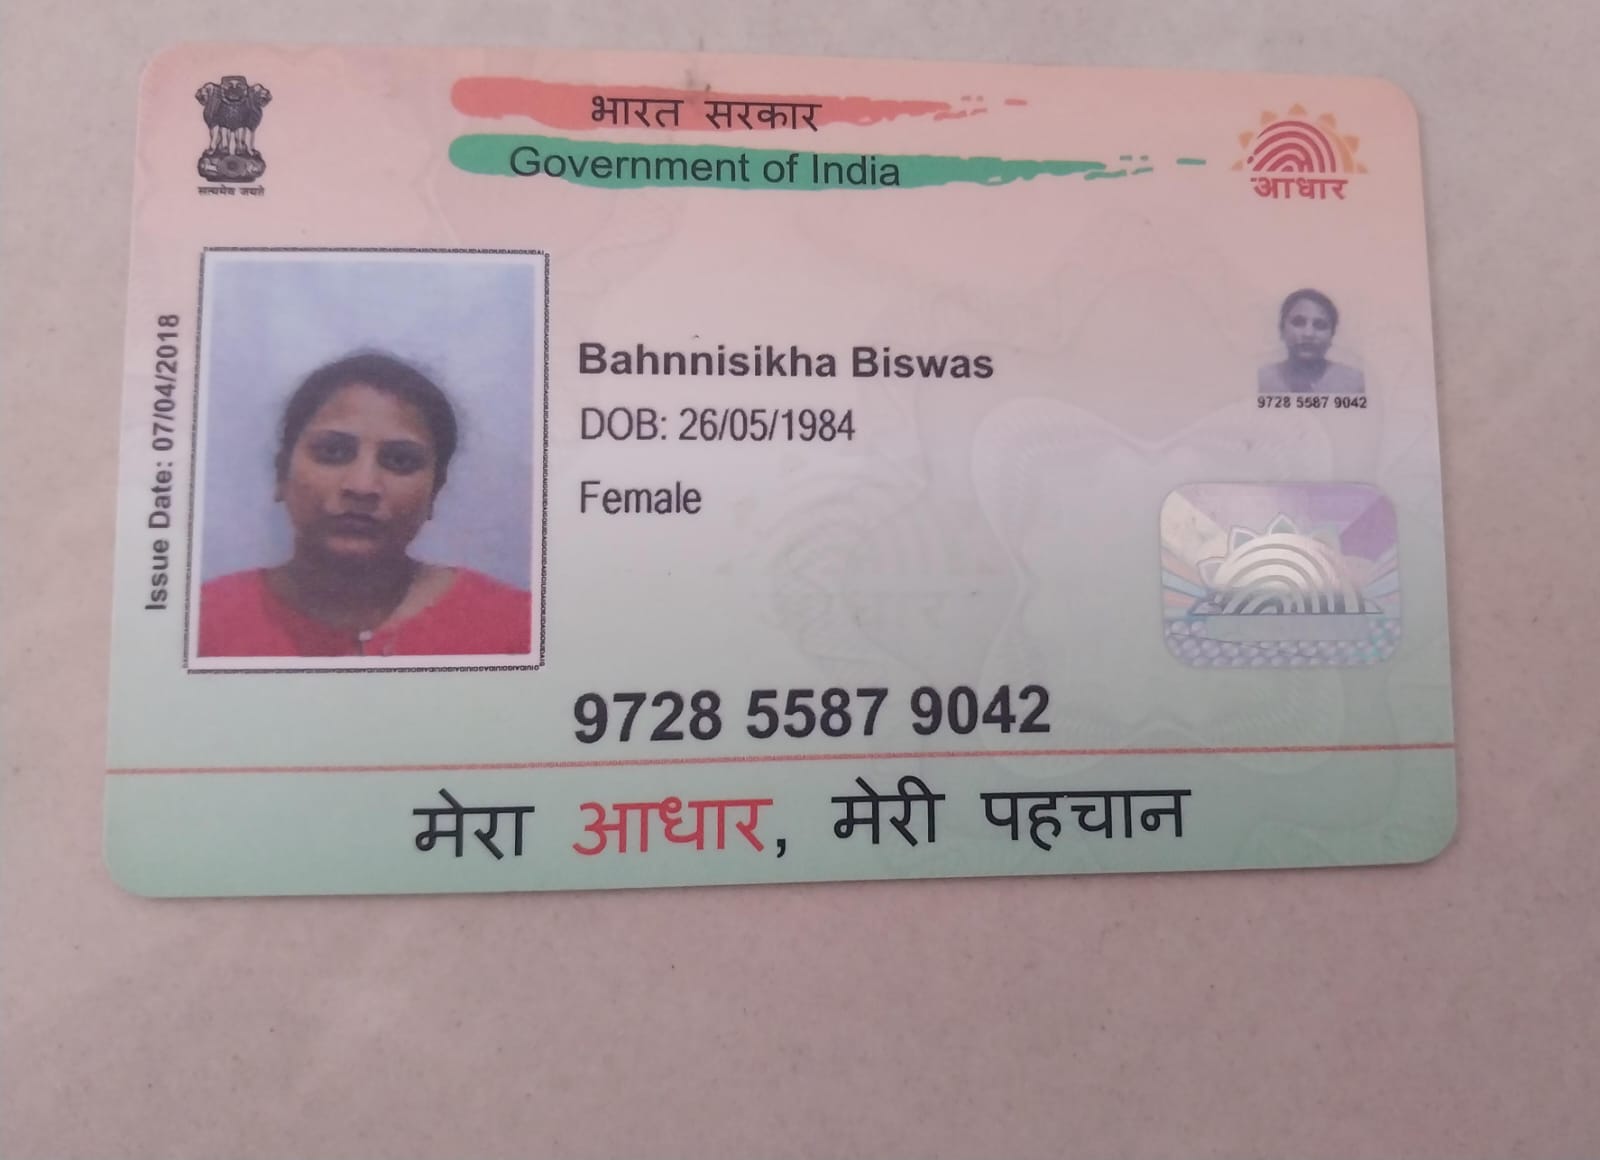 भारत सरकार
Government of India
सत्यमेव जयते
आधार
Issue Date: 07/04/2018
Bahnnisikha Biswas
DOB: 26/05/1984
Female
9728 5587 9042
9728 5587 9042
मेरा आधार, मेरी पहचान